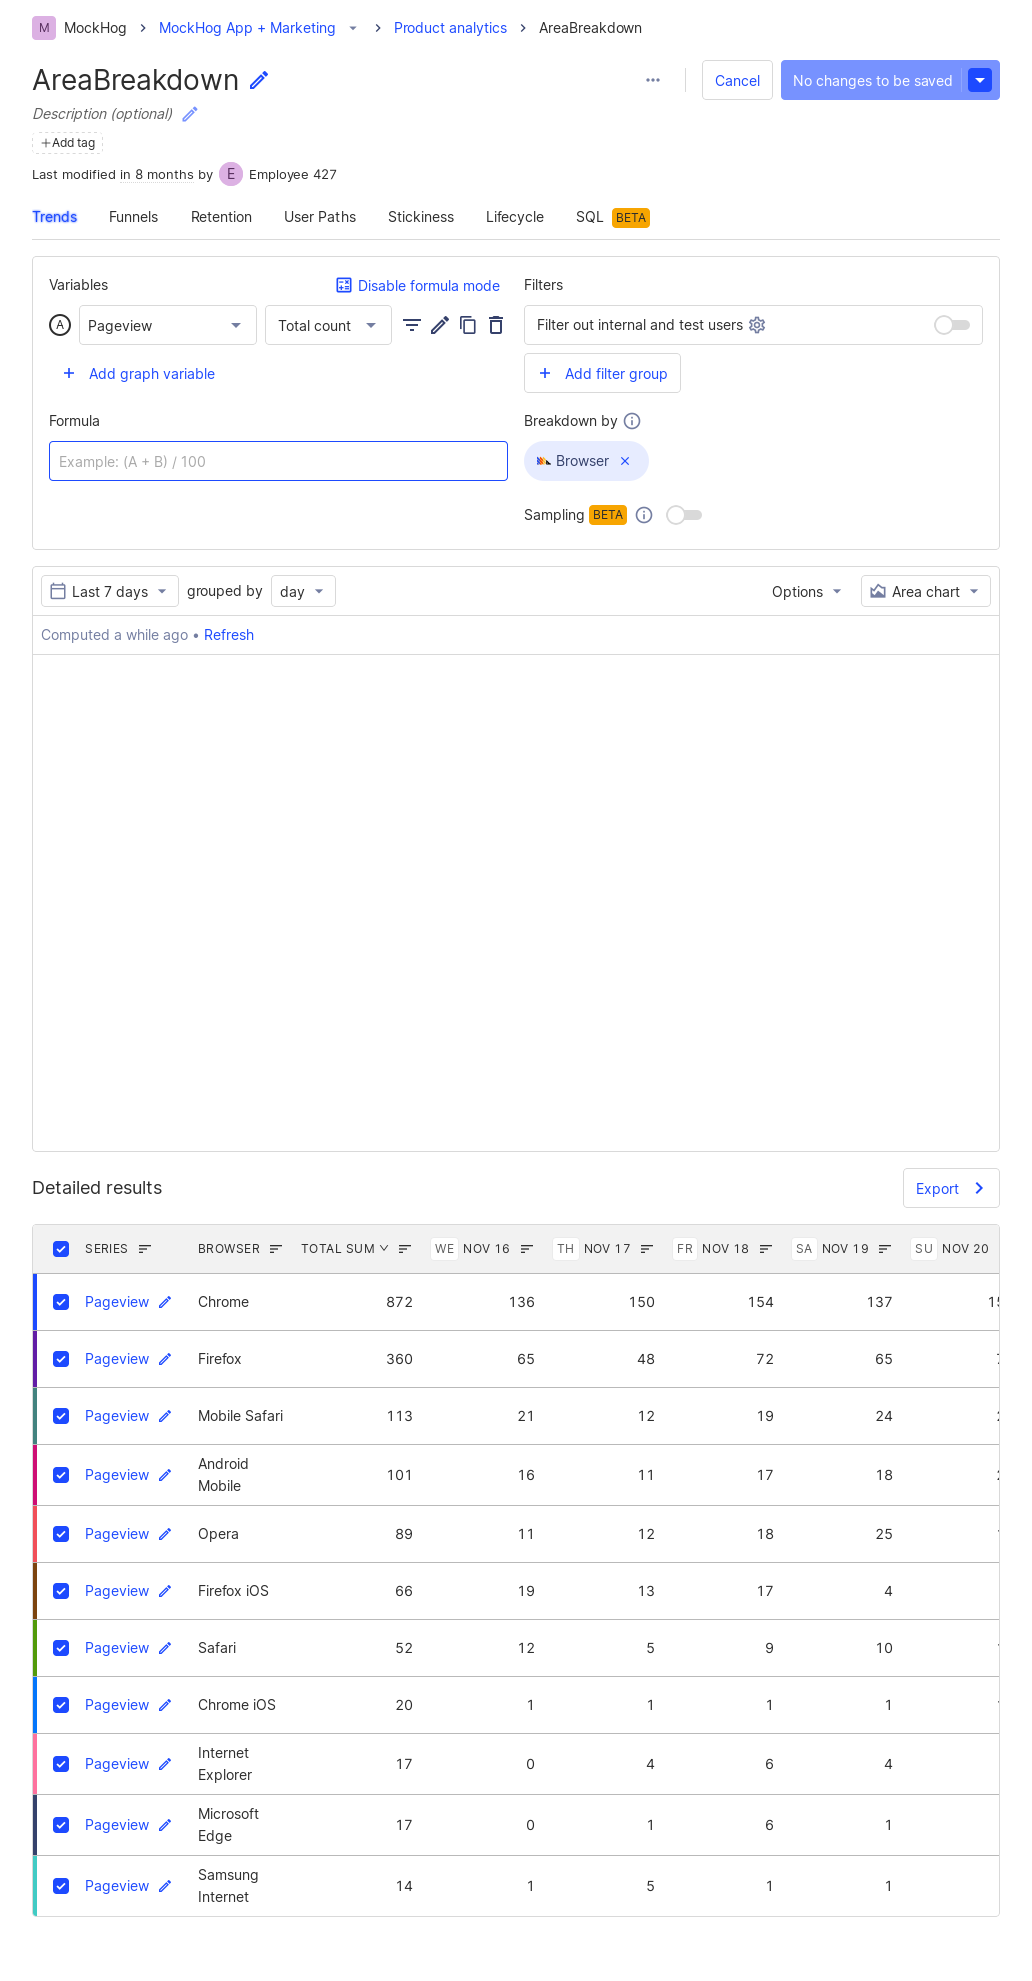 M MockHog MockHog App + Marketing Product analytics AreaBreakdown
AreaBreakdown
Cancel No changes to be saved
Description (optional)
Add tag
Last modified in 8 months by E Employee 427
Trends Funnels Retention User Paths Stickiness Lifecycle SQL BETA
Variables Disable formula mode Filters
A Pageview Total count Filter out internal and test users
Add graph variable Add filter group
Formula Breakdown by
Example: (A + B) / 100 Browser
Sampling BETA
Last 7 days grouped by day Options Area chart
Computed a while ago • Refresh
Detailed results Export
SERIES BROWSER TOTAL SUM WE NOV 16 TH NOV 17 FR NOV 18 SA NOV 19 SU NOV 20
Pageview Chrome 872 136 150 154 137
Pageview Firefox 360 65 48 72 65
Pageview Mobile Safari 113 21 12 19 24
Pageview Android Mobile 101 16 11 17 18
Pageview Opera 89 11 12 18 25
Pageview Firefox iOS 66 19 13 17 4
Pageview Safari 52 12 5 9 10
Pageview Chrome iOS 20 1 1 1 1
Pageview Internet Explorer 17 0 4 6 4
Pageview Microsoft Edge 17 0 1 6 1
Pageview Samsung Internet 14 1 5 1 1